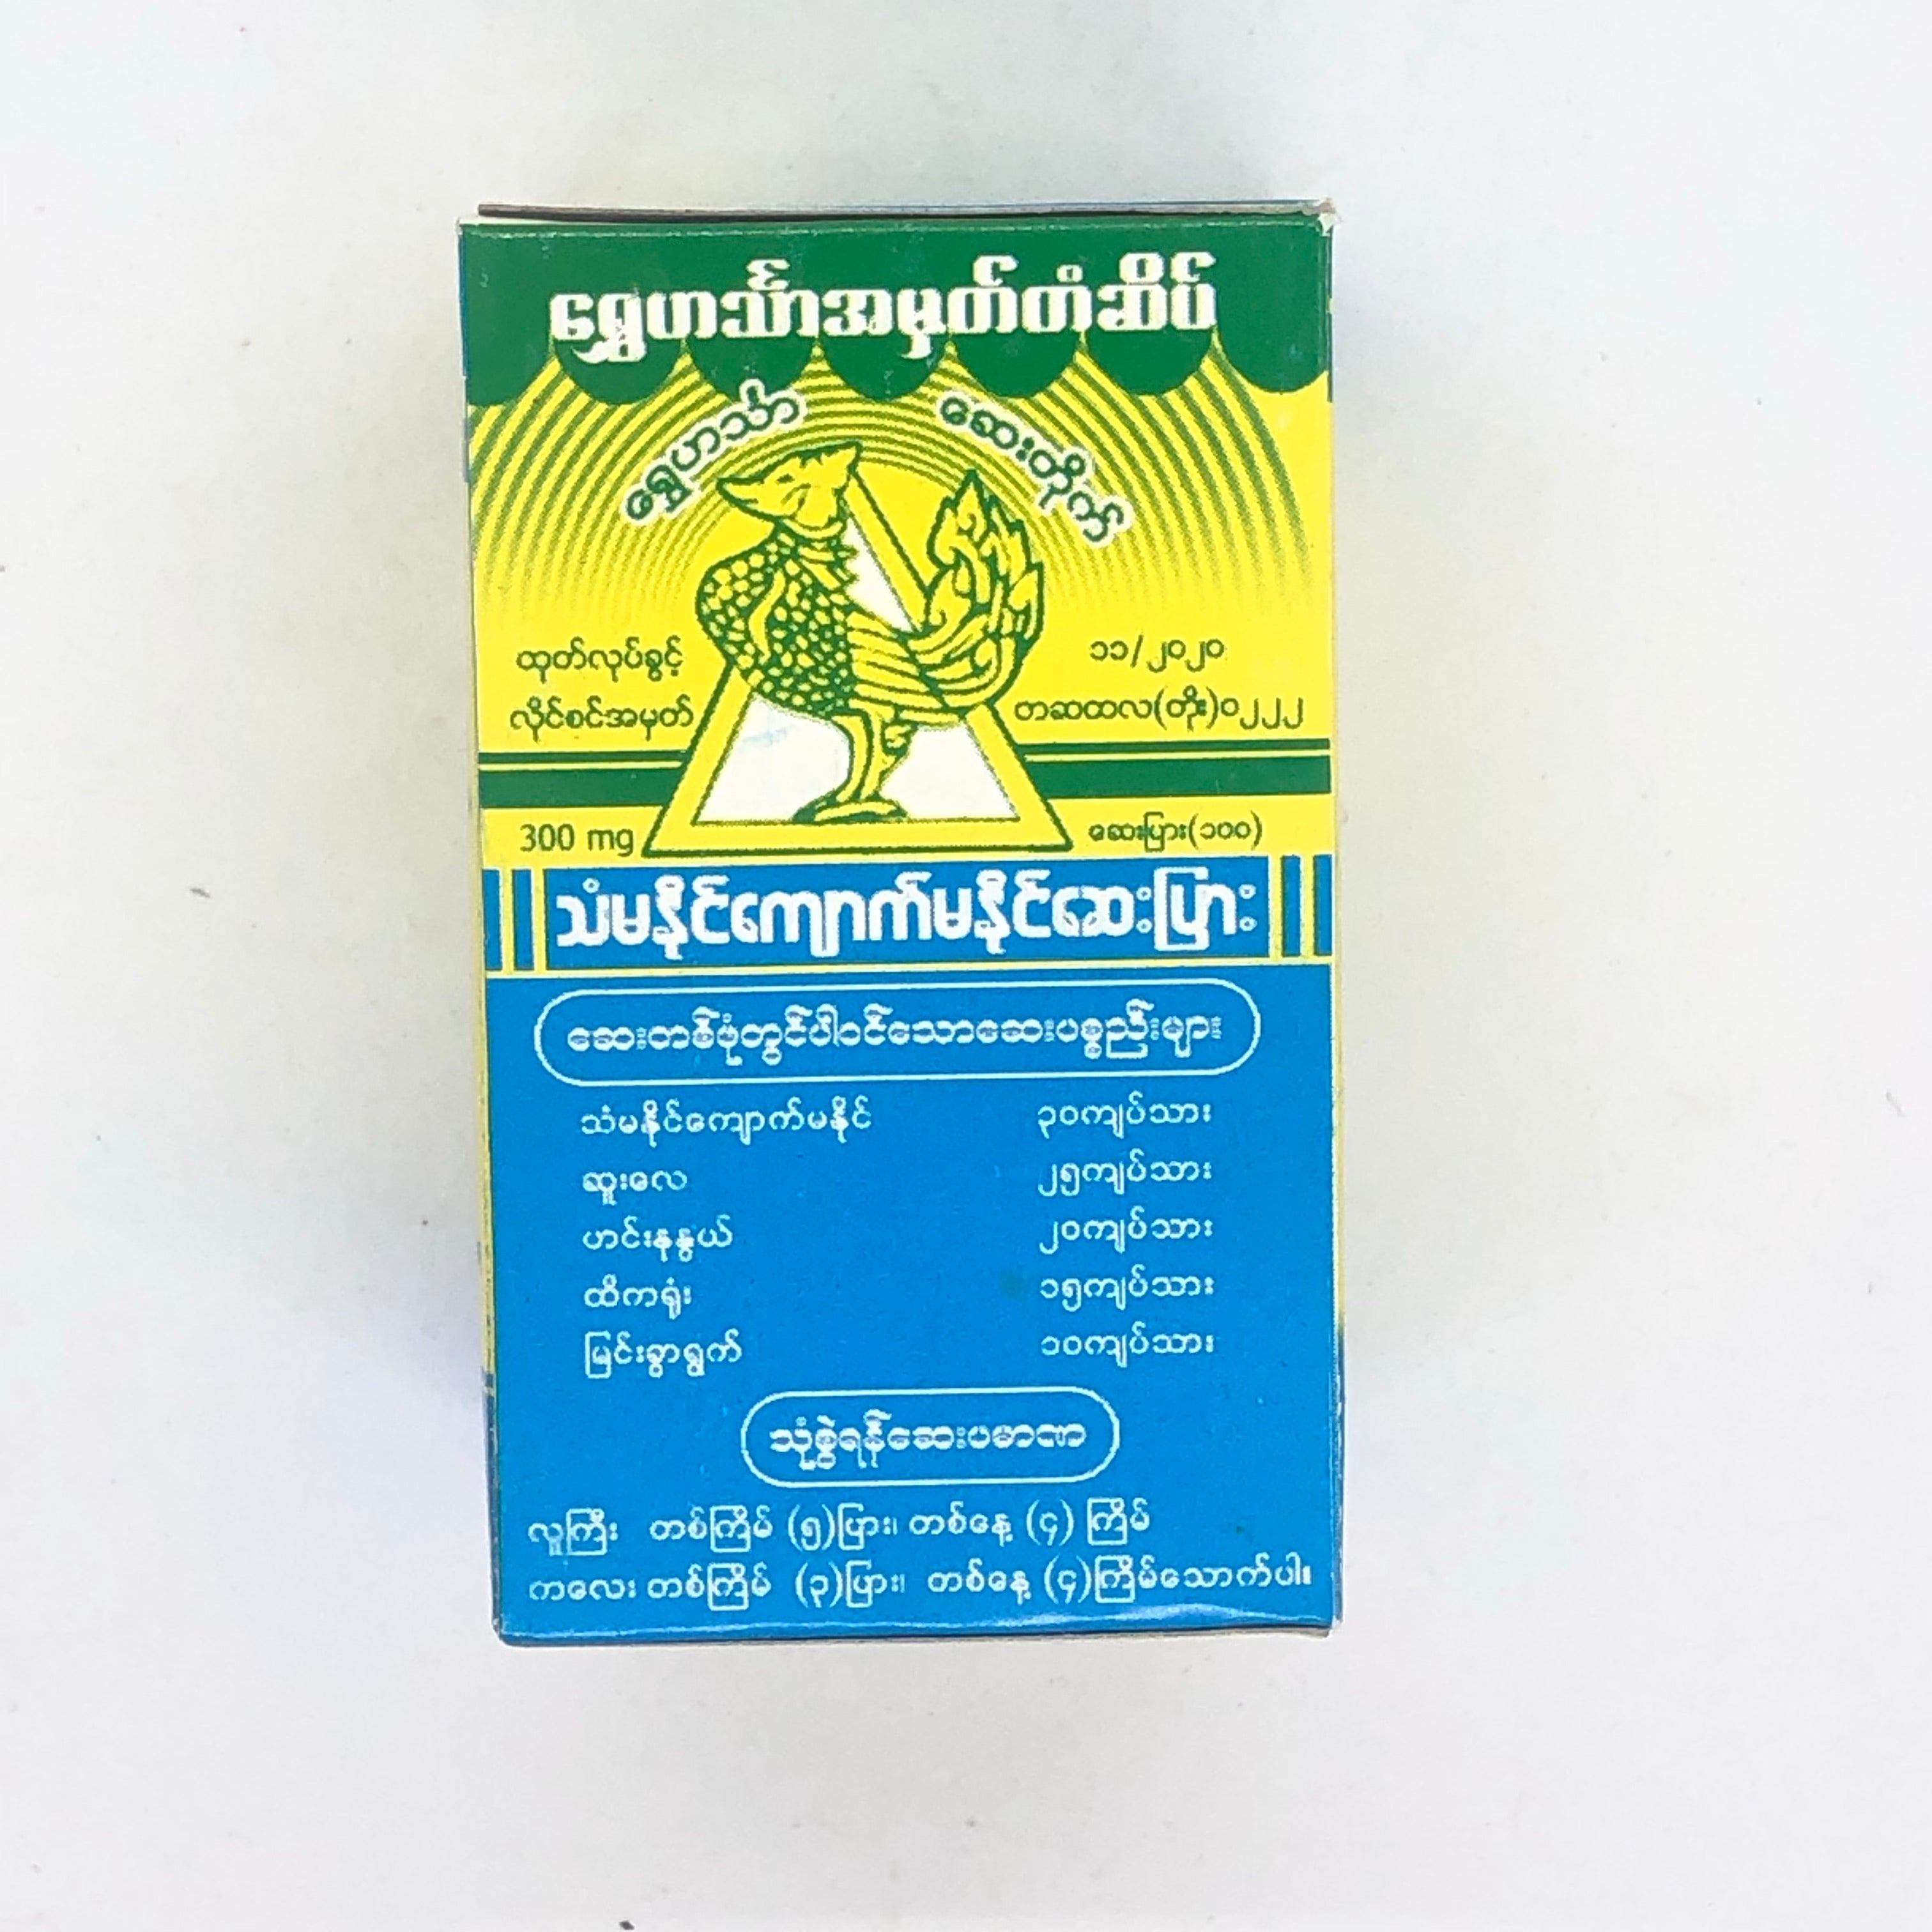 ရွှေဟင်္သာအမှတ်တံဆိပ်
ရွှေဟင်္သာ ဆေးတိုက်
ထုတ်လုပ်ခွင့် ၁၁/၂၀၂၀
လိုင်စင်အမှတ် တဆထလ(တိုး)၀၂၂၂
300 mg ဆေးပြား(၁၀၀)
သံမနိုင်ကျောက်မနိုင်ဆေးပြား
ဆေးတစ်ဖုံတွင်ပါဝင်သောဆေးပစ္စည်းများ
သံမနိုင်ကျောက်မနိုင် ၃၀ကျပ်သား
ဆူးလေ ၂၅ကျပ်သား
ဟင်းနုနွယ် ၂၀ကျပ်သား
ထိကရုံး ၁၅ကျပ်သား
မြင်းခွာရွက် ၁၀ကျပ်သား
သုံစွဲရန်ဆေးပမာဏ
လူကြီး တစ်ကြိမ် (၅)ပြား၊ တစ်နေ့ (၄) ကြိမ်
ကလေး တစ်ကြိမ် (၃)ပြား၊ တစ်နေ့ (၄)ကြိမ်သောက်ပါ။